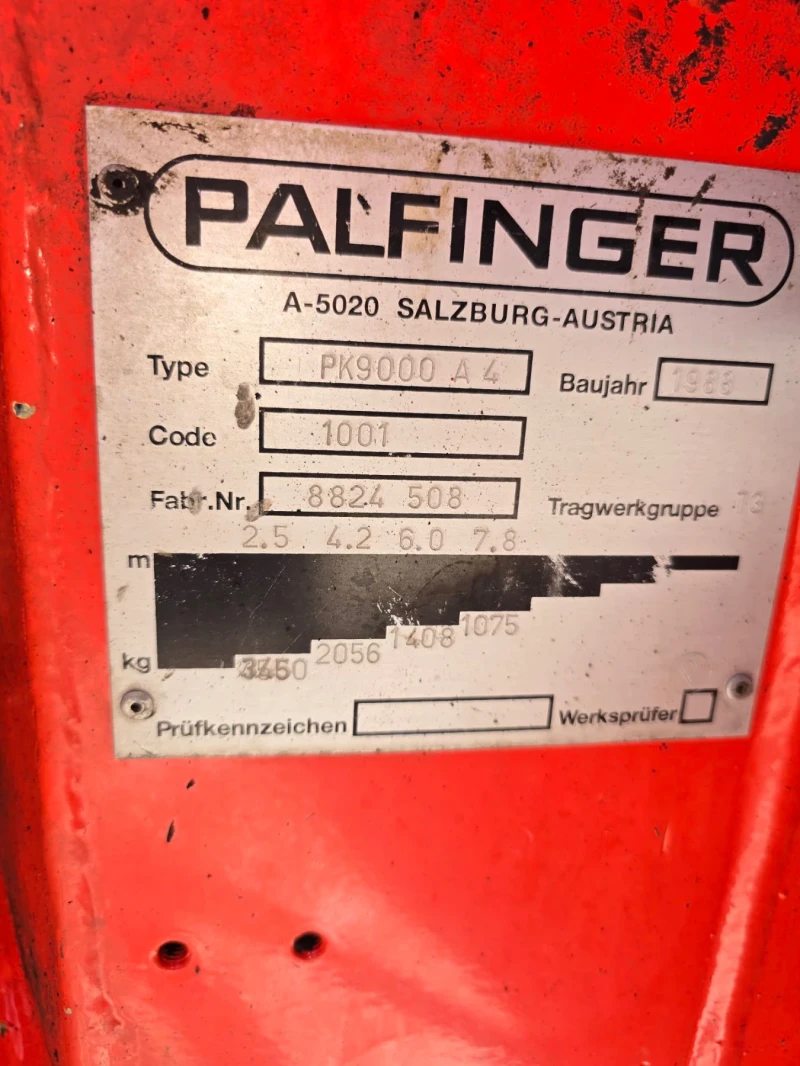 PALFINGER
A-5020 SALZBURG-AUSTRIA
Type PK9000 A 4 Baujahr 1988
Code 1001
Fabr.Nr. 8824 508 Tragwerkgruppe
m 2.5 4.2 6.0 7.8
kg 2056 1408 1075
Prüfkennzeichen Werksprüfer